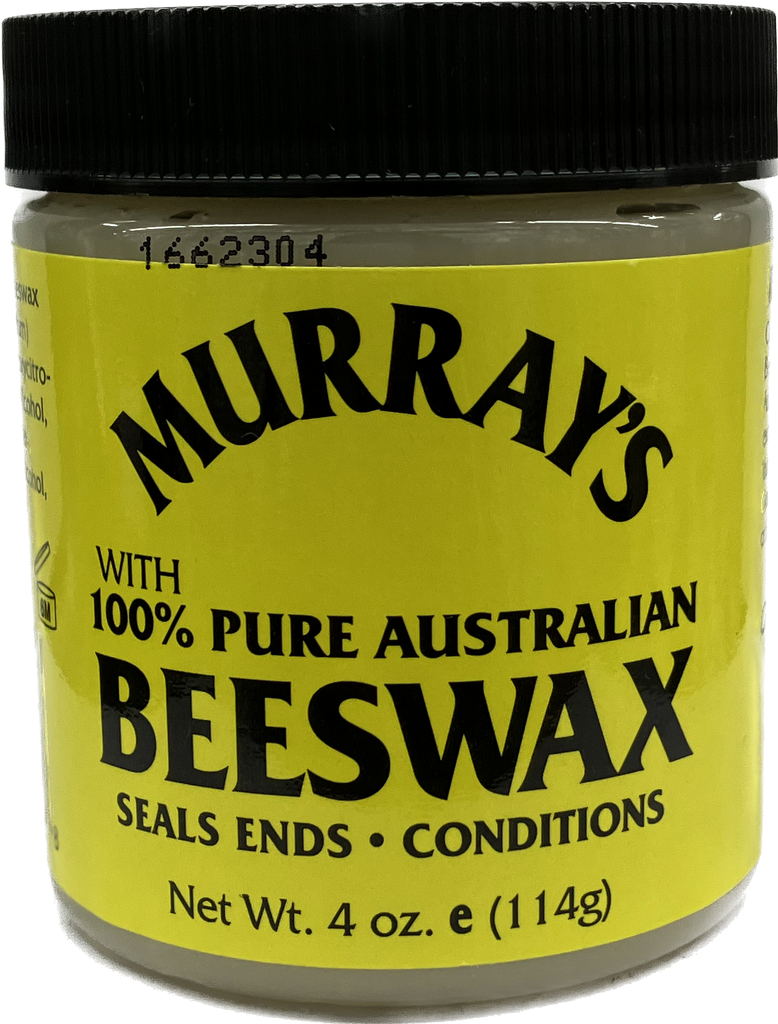 1662304
MURRAY'S
WITH
100% PURE AUSTRALIAN
BEESWAX
SEALS ENDS • CONDITIONS
Net Wt. 4 oz. e (114g)